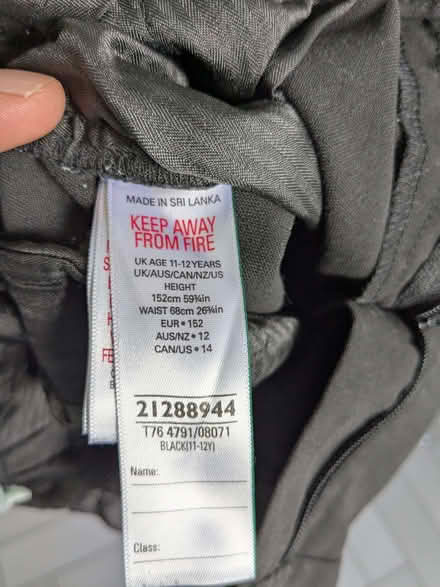 MADE IN SRI LANKA
KEEP AWAY
FROM FIRE
UK AGE 11-12 YEARS
UK/AUS/CAN/NZ/US
HEIGHT
152cm 59¾in
WAIST 68cm 26¾in
EUR • 152
AUS/NZ • 12
CAN/US • 14
21288944
T76 4791/08071
BLACK(11-12Y)
Name:
Class: